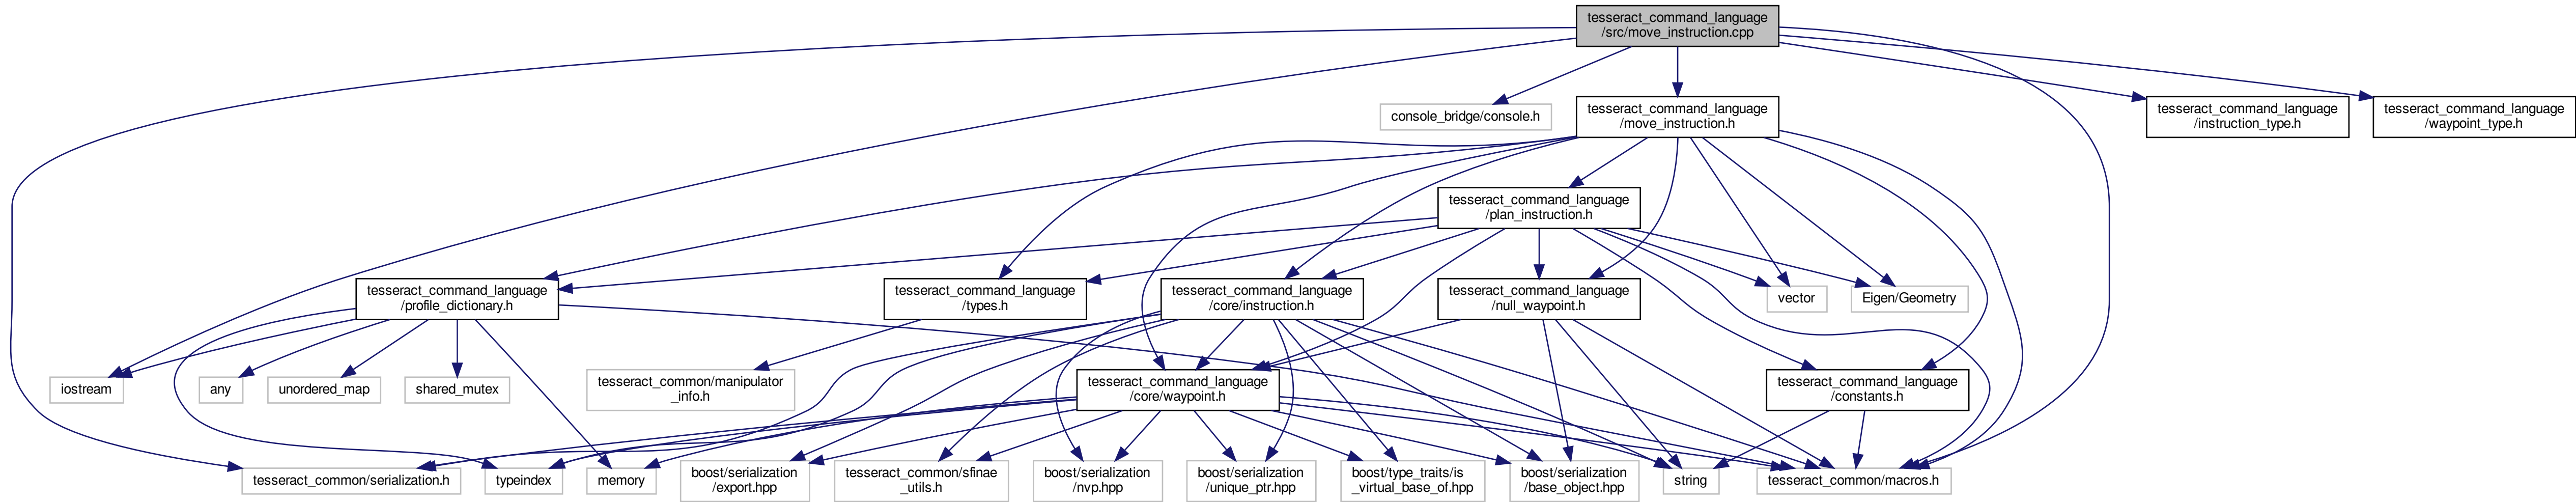 tesseract_command_language
/src/move_instruction.cpp
console_bridge/console.h
tesseract_command_language
/move_instruction.h
tesseract_command_language
/instruction_type.h
tesseract_command_language
/waypoint_type.h
tesseract_command_language
/plan_instruction.h
tesseract_command_language
/profile_dictionary.h
tesseract_command_language
/types.h
tesseract_command_language
/core/instruction.h
tesseract_command_language
/null_waypoint.h
vector
Eigen/Geometry
iostream
any
unordered_map
shared_mutex
tesseract_common/manipulator
_info.h
tesseract_command_language
/core/waypoint.h
tesseract_command_language
/constants.h
tesseract_common/serialization.h
typeindex
memory
boost/serialization
/export.hpp
tesseract_common/sfinae
_utils.h
boost/serialization
/nvp.hpp
boost/serialization
/unique_ptr.hpp
boost/type_traits/is
_virtual_base_of.hpp
boost/serialization
/base_object.hpp
string
tesseract_common/macros.h